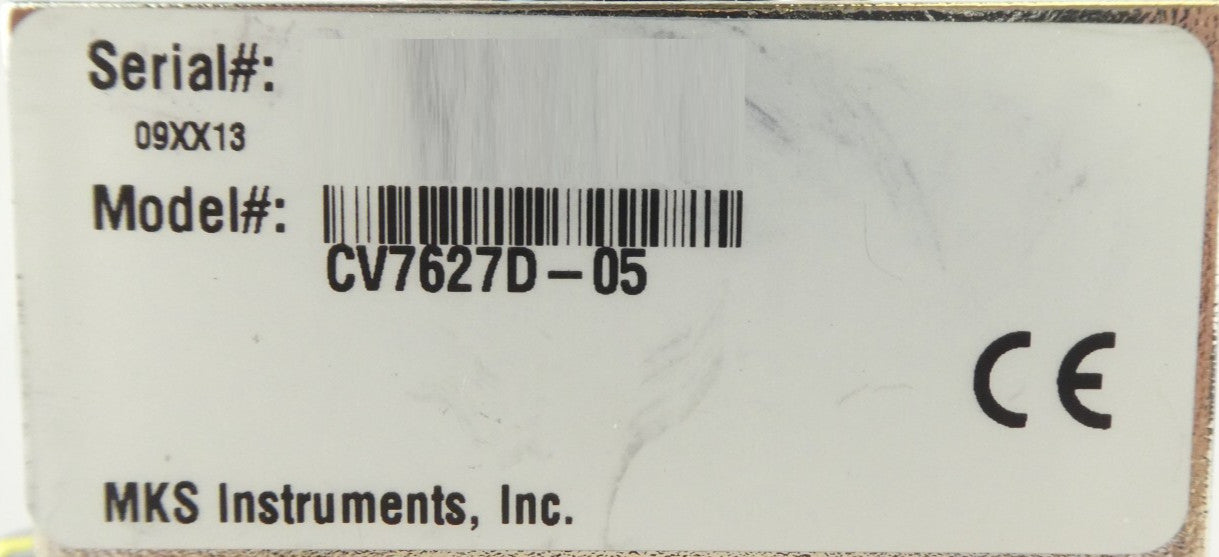 Serial#:
09XX13
Model#:
CV7627D-05
CE
MKS Instruments, Inc.